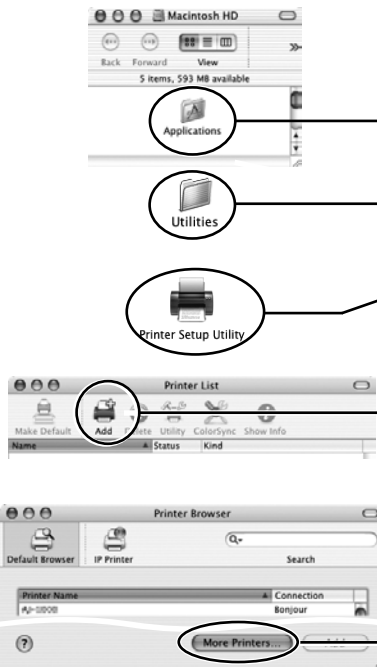 Macintosh HD
Back Forward View
5 items, 593 MB available
Applications
Utilities
Printer Setup Utility
Printer List
Make Default Add Delete Utility ColorSync Show Info
Name Status Kind
Printer Browser
Default Browser IP Printer Search
Printer Name Connection
Bonjour
? More Printers... Add